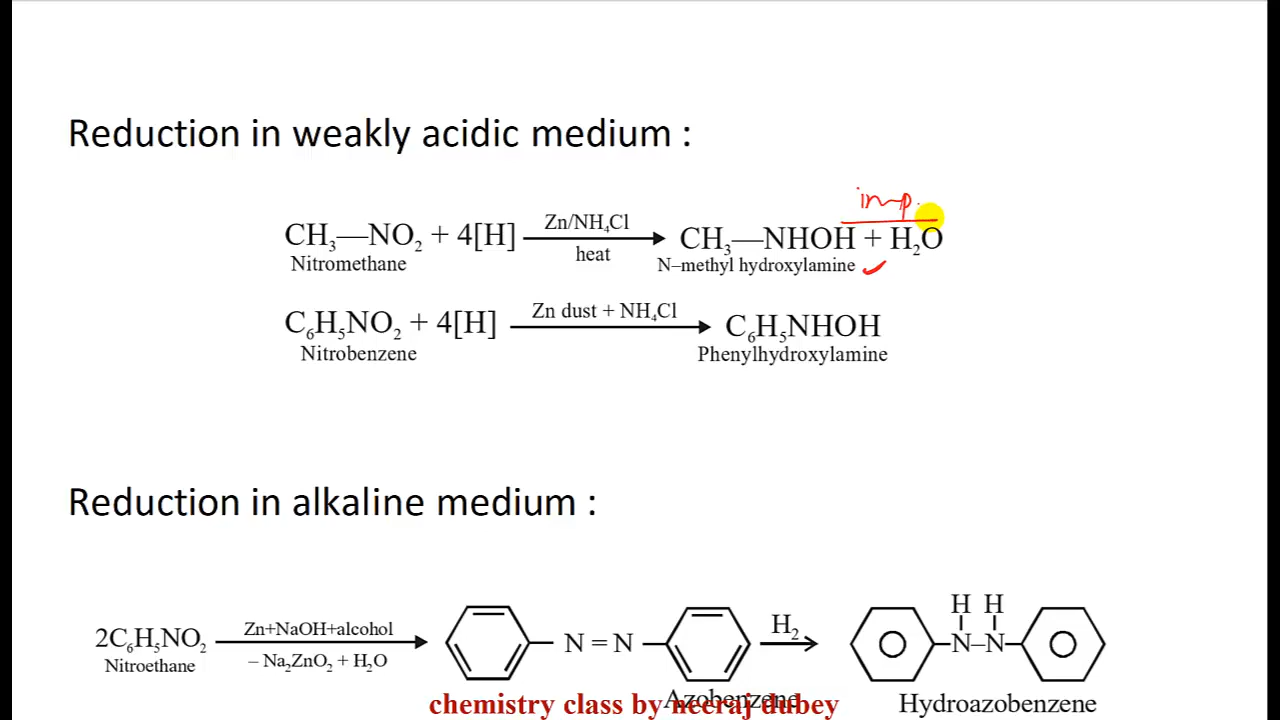 Reduction in weakly acidic medium :
imp.
CH₃—NO₂ + 4[H] Zn/NH₄Cl heat CH₃—NHOH + H₂O
Nitromethane N–methyl hydroxylamine
C₆H₅NO₂ + 4[H] Zn dust + NH₄Cl C₆H₅NHOH
Nitrobenzene Phenylhydroxylamine
Reduction in alkaline medium :
H H
2C₆H₅NO₂ Zn+NaOH+alcohol – Na₂ZnO₂ + H₂O N = N H₂ N–N
Nitroethane
Azobenzene Hydroazobenzene
chemistry class by neeraj dubey